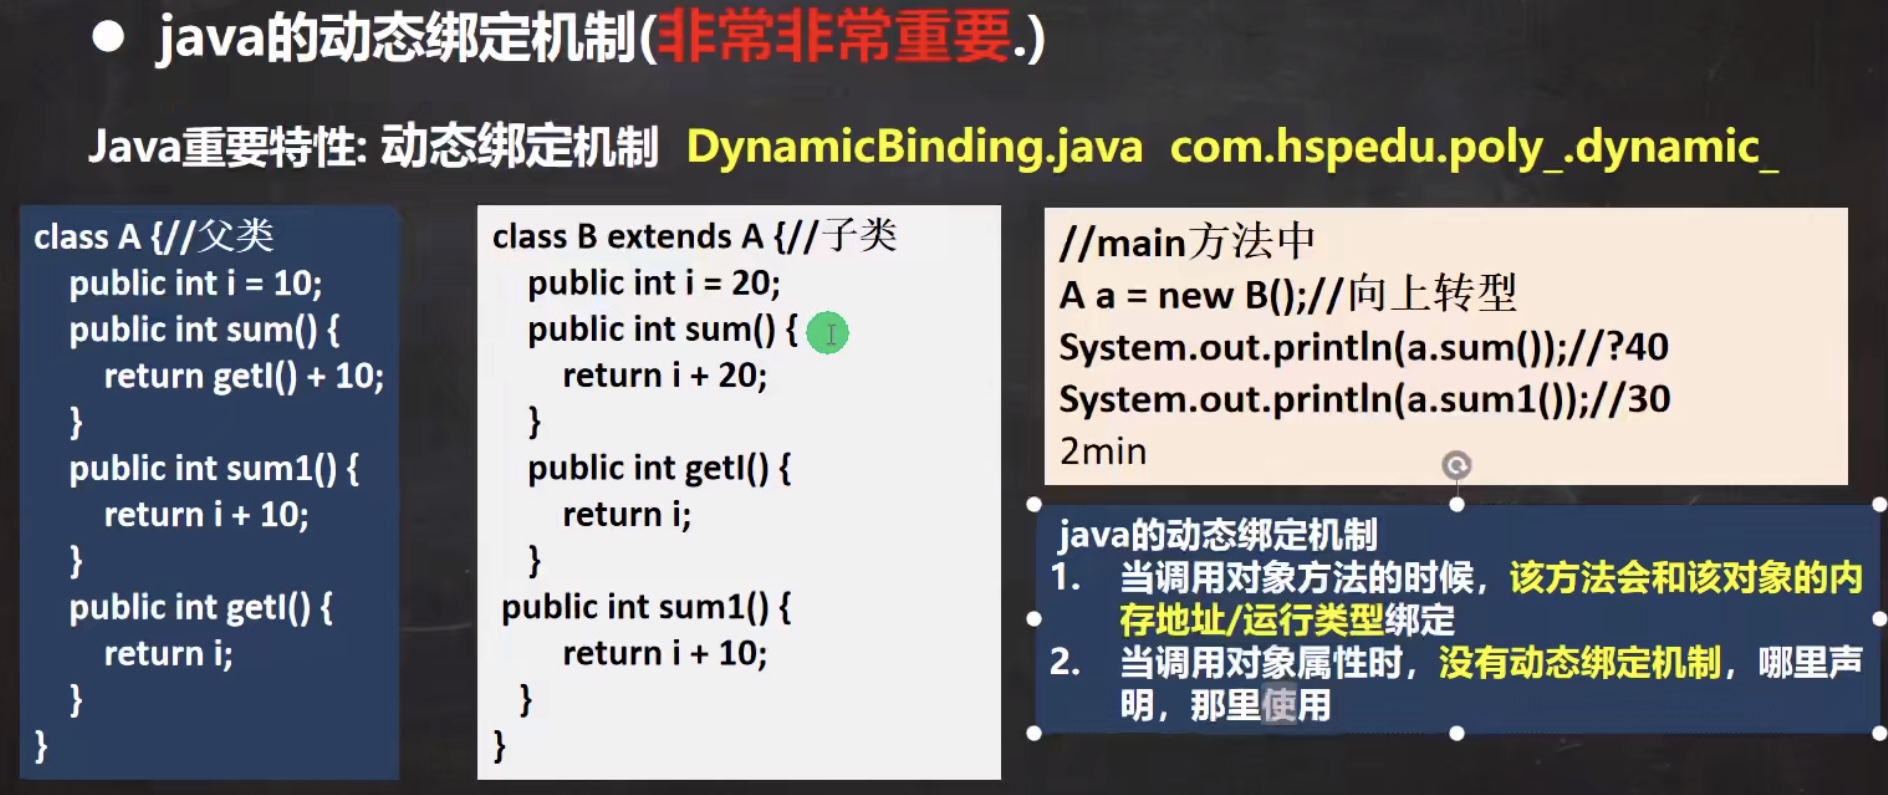 ● java的动态绑定机制(非常非常重要.)
Java重要特性: 动态绑定机制 DynamicBinding.java com.hspedu.poly_.dynamic_
class A {//父类
public int i = 10;
public int sum() {
return getI() + 10;
}
public int sum1() {
return i + 10;
}
public int getI() {
return i;
}
}
class B extends A {//子类
public int i = 20;
public int sum() {
return i + 20;
}
public int getI() {
return i;
}
public int sum1() {
return i + 10;
}
}
//main方法中
A a = new B();//向上转型
System.out.println(a.sum());//?40
System.out.println(a.sum1());//30
2min
java的动态绑定机制
1. 当调用对象方法的时候，该方法会和该对象的内
存地址/运行类型绑定
2. 当调用对象属性时，没有动态绑定机制，哪里声
明，那里使用